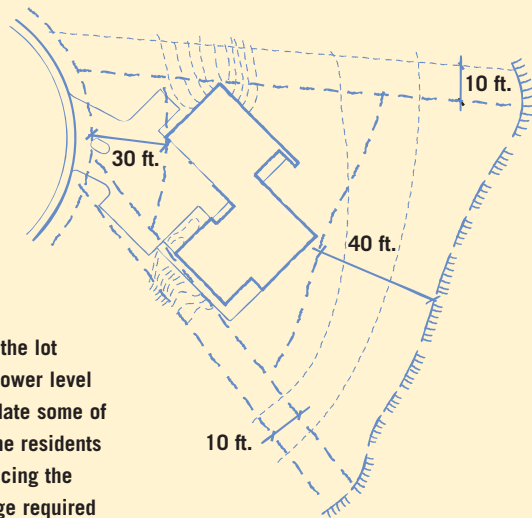 10 ft.
30 ft.
40 ft.
the lot
ower level
late some of
ne residents
cing the
10 ft.
ge required